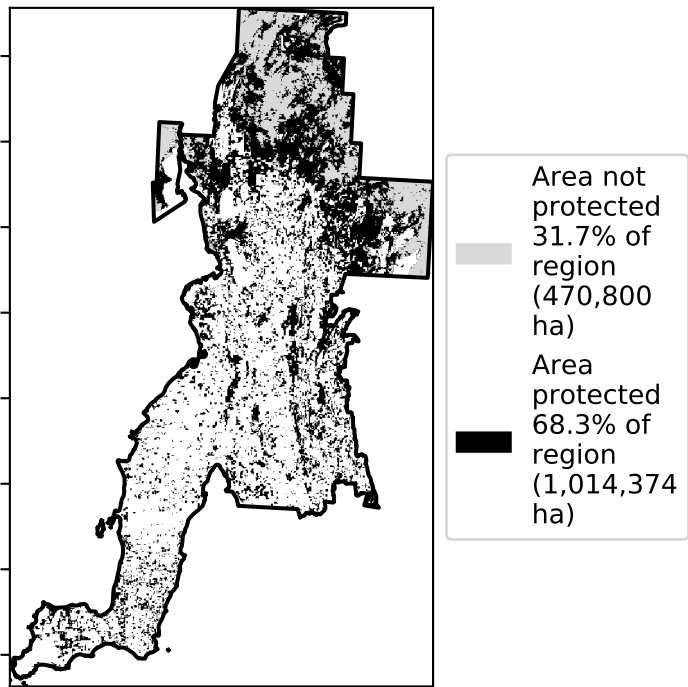 Area not
protected
31.7% of
region
(470,800
ha)
Area
protected
68.3% of
region
(1,014,374
ha)